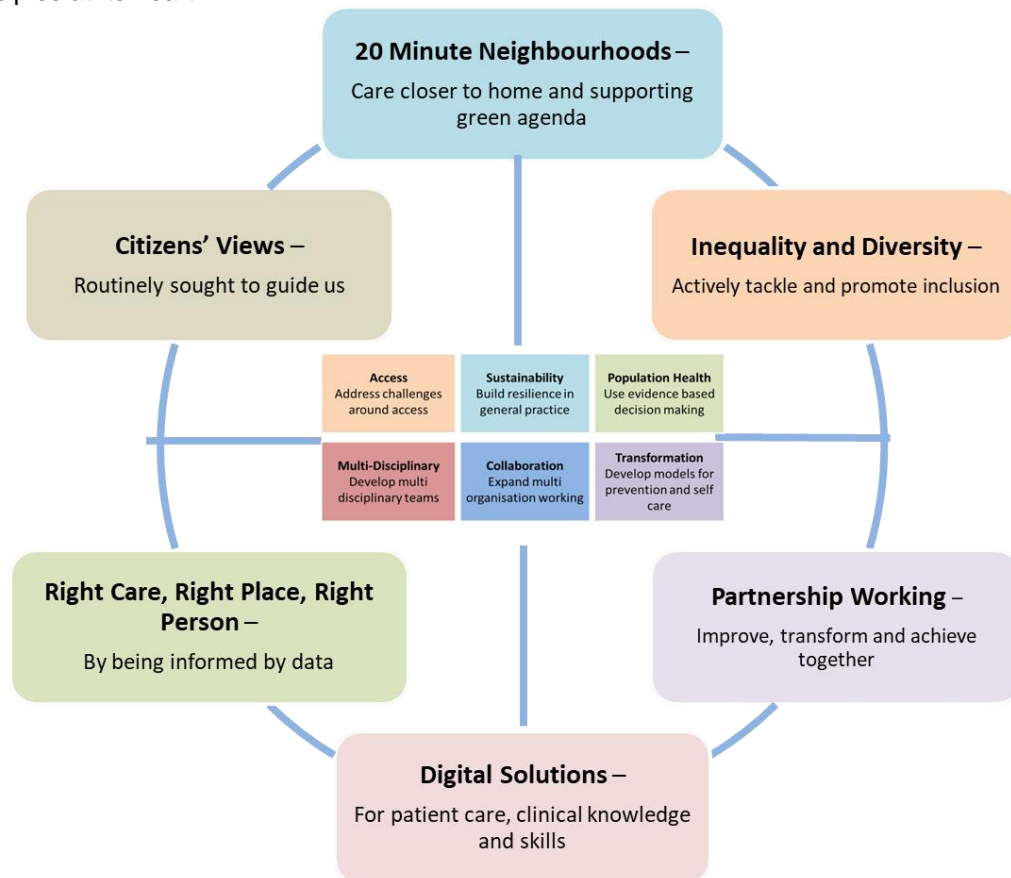 20 Minute Neighbourhoods –
Care closer to home and supporting
green agenda
Citizens' Views –
Routinely sought to guide us
Inequality and Diversity –
Actively tackle and promote inclusion
Access
Address challenges
around access
Sustainability
Build resilience in
general practice
Population Health
Use evidence based
decision making
Multi-Disciplinary
Develop multi
disciplinary teams
Collaboration
Expand multi
organisation working
Transformation
Develop models for
prevention and self
care
Right Care, Right Place, Right
Person –
By being informed by data
Partnership Working –
Improve, transform and achieve
together
Digital Solutions –
For patient care, clinical knowledge
and skills